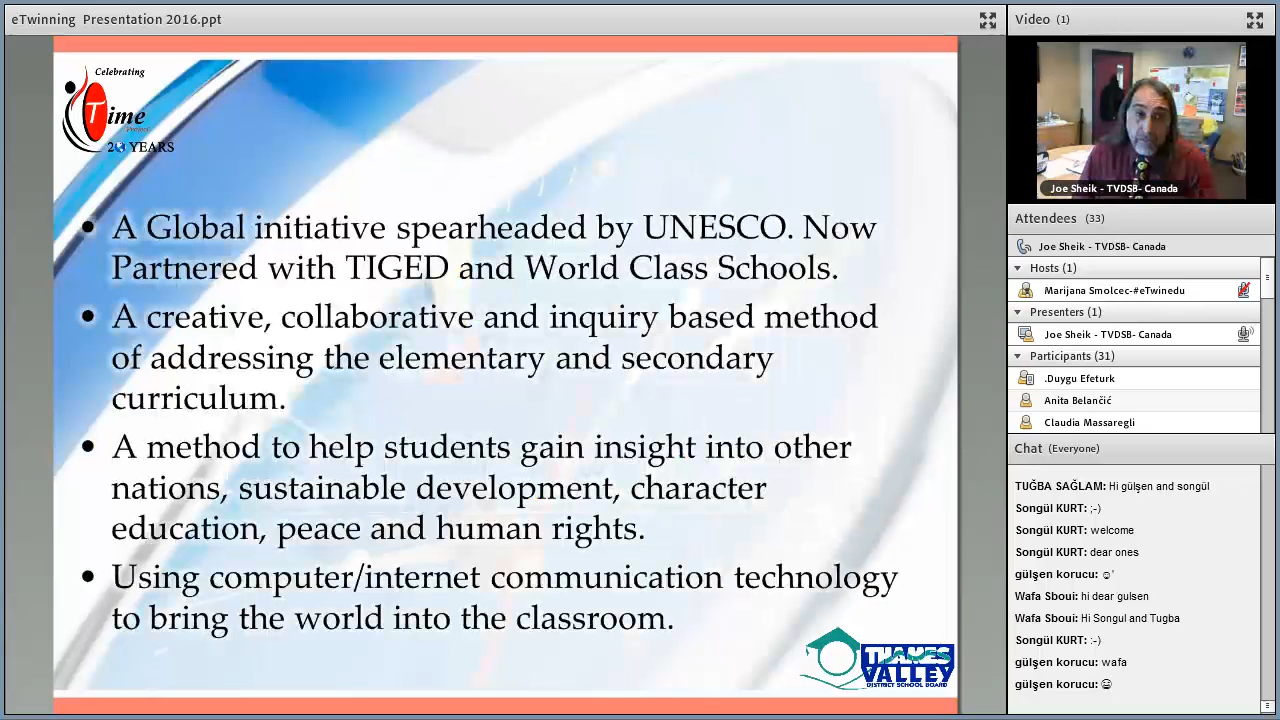 eTwinning Presentation 2016.ppt
Celebrating
Time
Project
20 YEARS
• A Global initiative spearheaded by UNESCO. Now
Partnered with TIGED and World Class Schools.
• A creative, collaborative and inquiry based method
of addressing the elementary and secondary
curriculum.
• A method to help students gain insight into other
nations, sustainable development, character
education, peace and human rights.
• Using computer/internet communication technology
to bring the world into the classroom.
THAMES
VALLEY
DISTRICT SCHOOL BOARD
Video (1)
Joe Sheik - TVDSB- Canada
Attendees (33)
Joe Sheik - TVDSB- Canada
Hosts (1)
Marijana Smolcec-#eTwinedu
Presenters (1)
Joe Sheik - TVDSB- Canada
Participants (31)
.Duygu Efeturk
Anita Belančić
Claudia Massaregli
Chat (Everyone)
TUĞBA SAĞLAM: Hi gülşen and songül
Songül KURT: ;-)
Songül KURT: welcome
Songül KURT: dear ones
gülşen korucu: ☺'
Wafa Sboui: hi dear gulsen
Wafa Sboui: Hi Songul and Tugba
Songül KURT: :-)
gülşen korucu: wafa
gülşen korucu: 😄